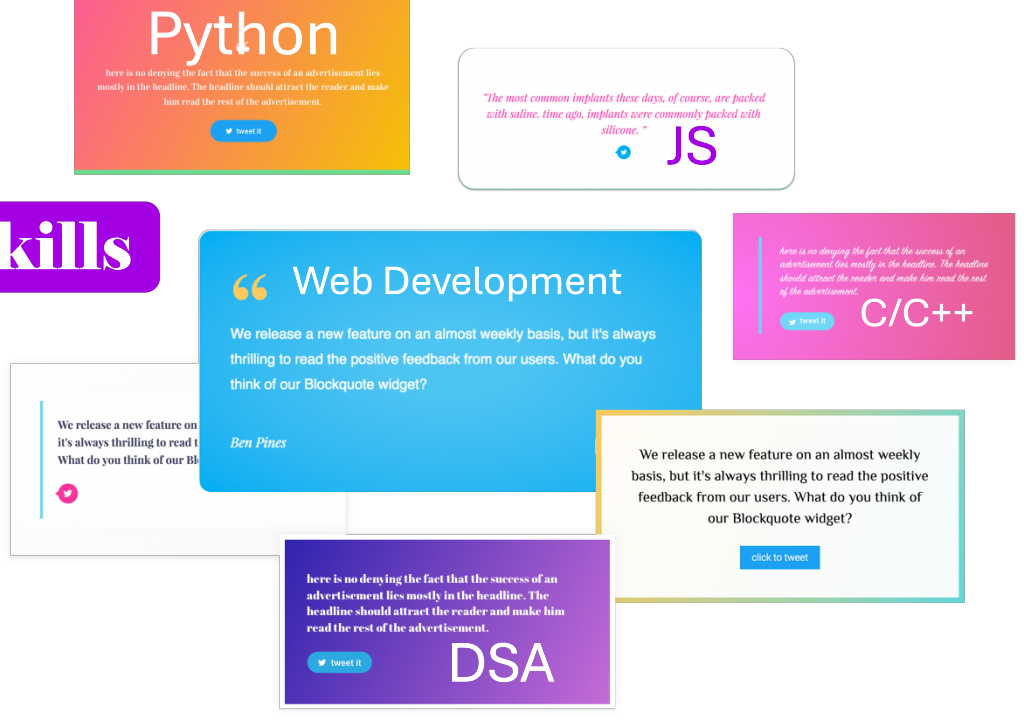 Python
“
here is no denying the fact that the success of an advertisement lies
mostly in the headline. The headline should attract the reader and make
him read the rest of the advertisement.
tweet it
"The most common implants these days, of course, are packed
with saline. time ago, implants were commonly packed with
silicone. "
JS
kills
“ Web Development
We release a new feature on an almost weekly basis, but it's always
thrilling to read the positive feedback from our users. What do you
think of our Blockquote widget?
Ben Pines
here is no denying the fact that the success of an
advertisement lies mostly in the headline. The headline
should attract the reader and make him read the rest
of the advertisement.
tweet it
C/C++
We release a new feature on
it's always thrilling to read t
What do you think of our Bl
We release a new feature on an almost weekly
basis, but it's always thrilling to read the positive
feedback from our users. What do you think of
our Blockquote widget?
click to tweet
here is no denying the fact that the success of an
advertisement lies mostly in the headline. The
headline should attract the reader and make him
read the rest of the advertisement.
tweet it
DSA